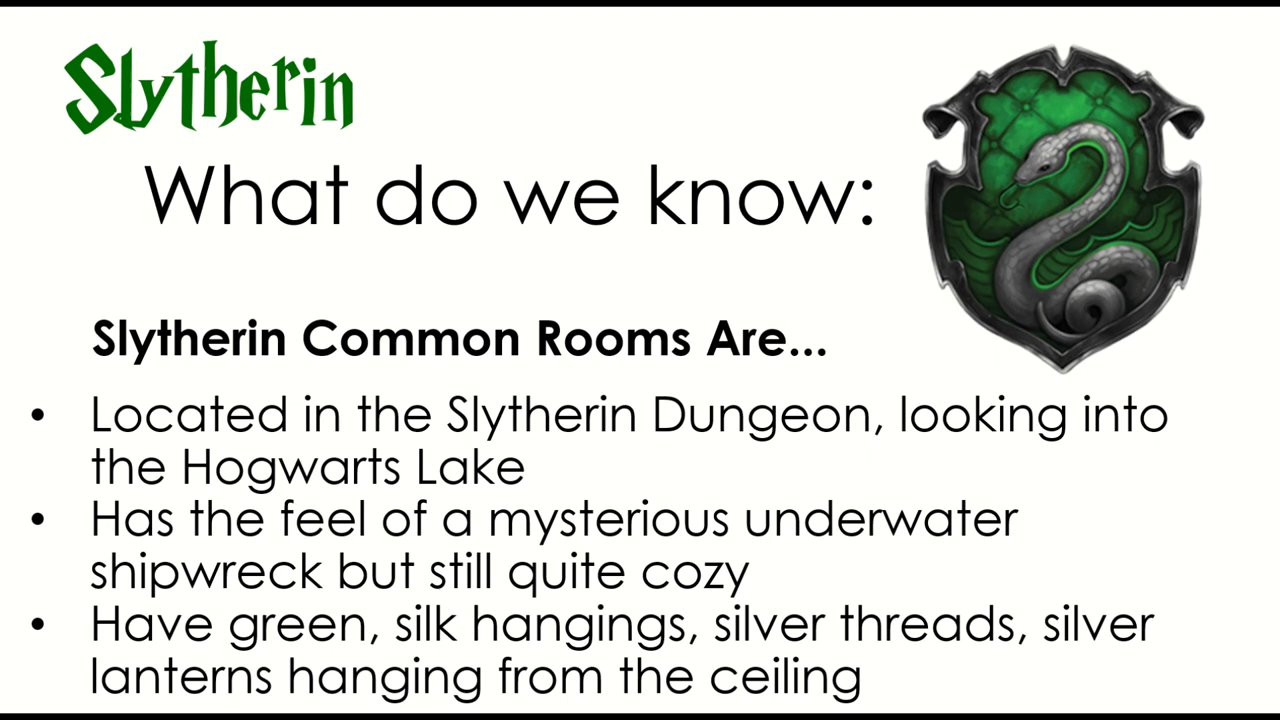 Slytherin
What do we know:
Slytherin Common Rooms Are...
• Located in the Slytherin Dungeon, looking into
the Hogwarts Lake
• Has the feel of a mysterious underwater
shipwreck but still quite cozy
• Have green, silk hangings, silver threads, silver
lanterns hanging from the ceiling